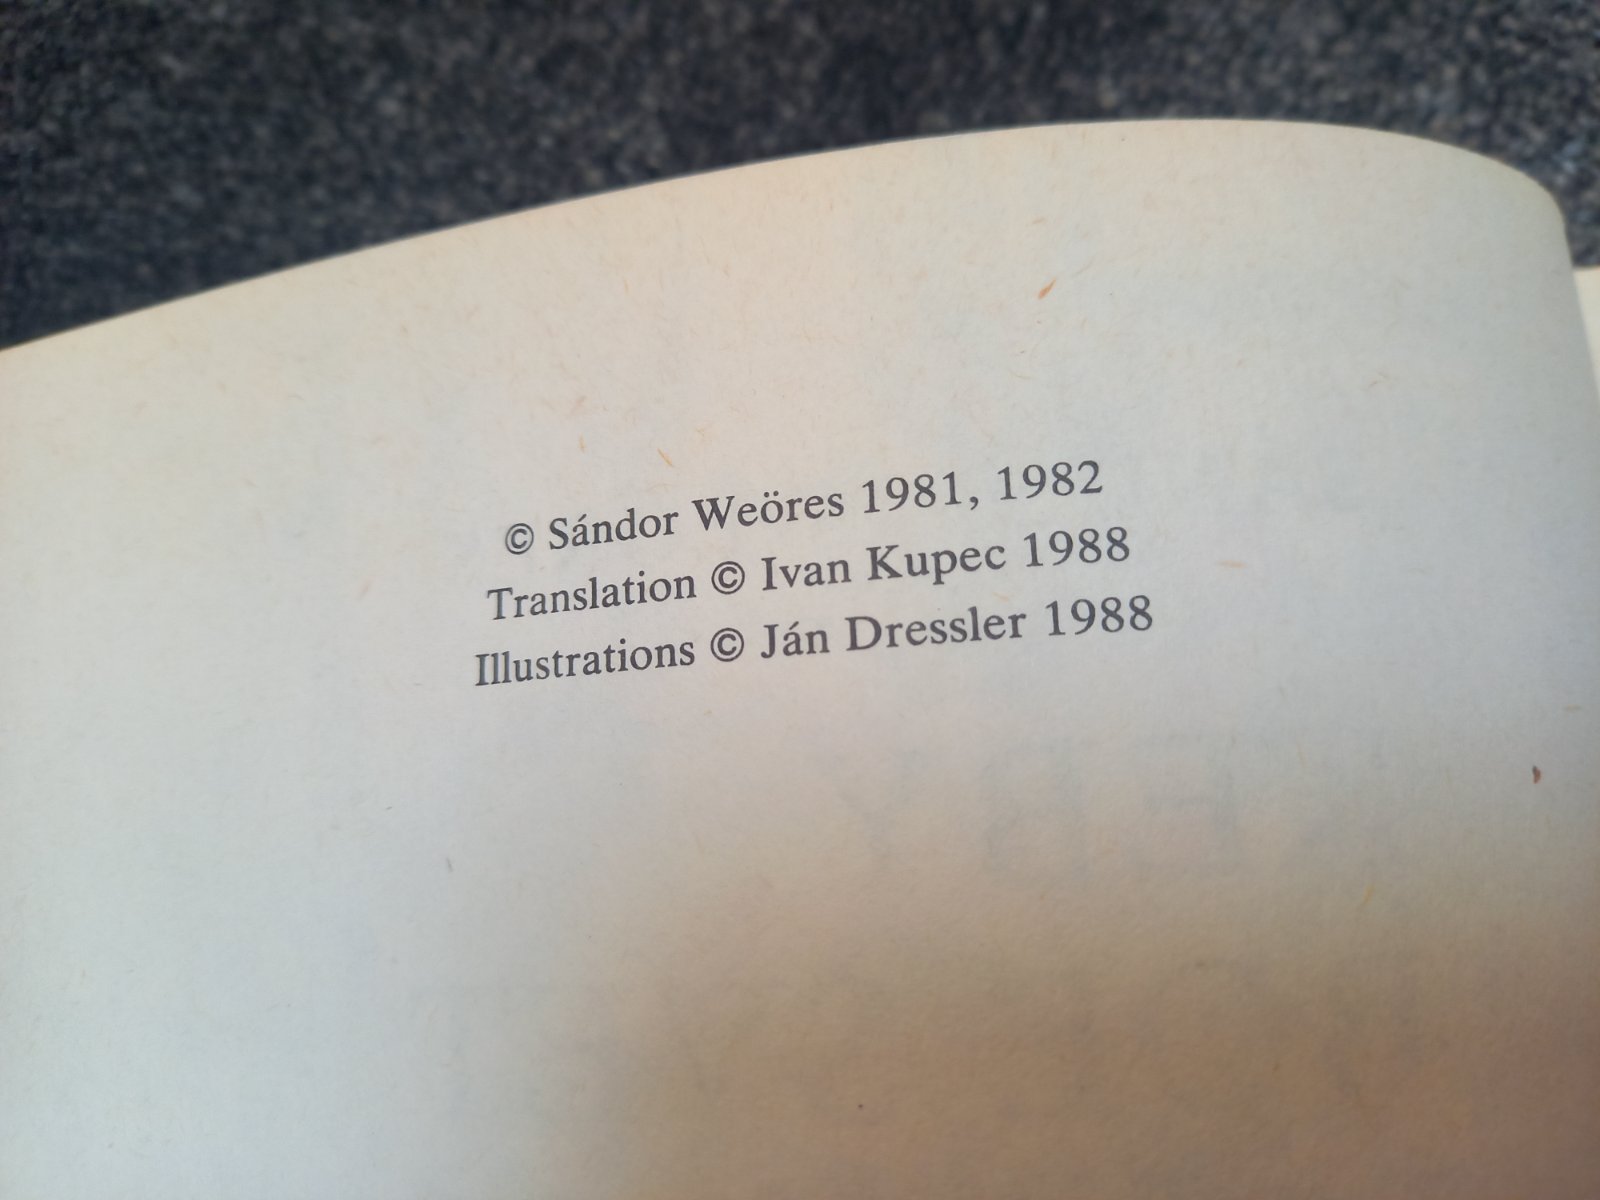 © Sándor Weöres 1981, 1982
Translation © Ivan Kupec 1988
Illustrations © Ján Dressler 1988